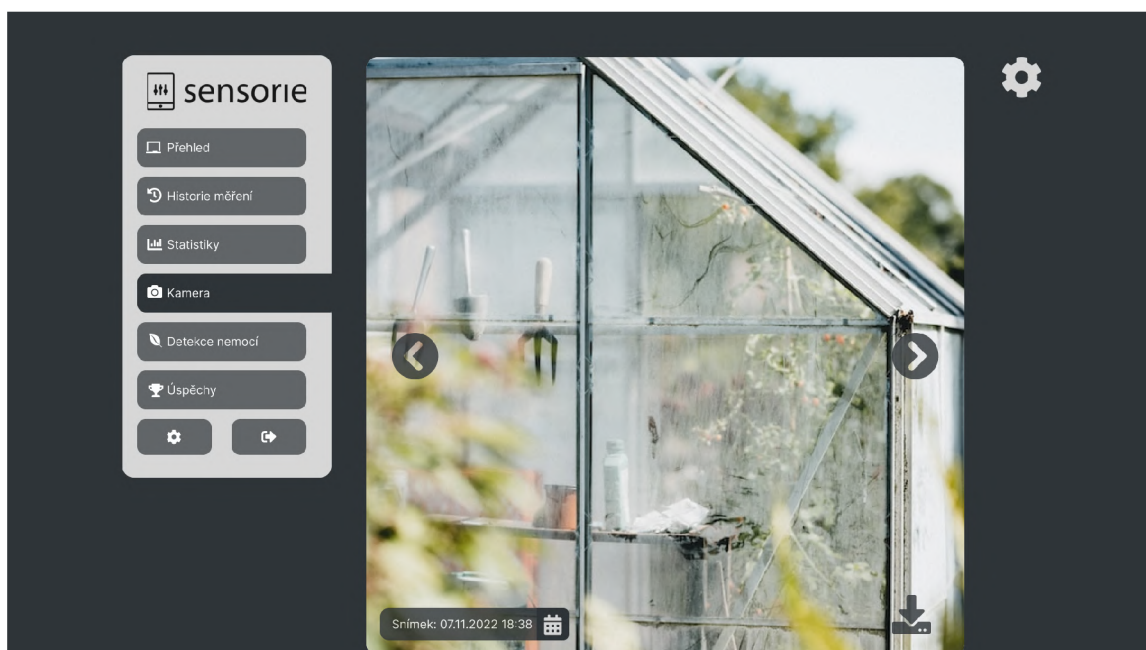 sensorie
Přehled
Historie měření
Statistiky
Kamera
Detekce nemocí
Úspěchy
Snímek: 07.11.2022 18:38